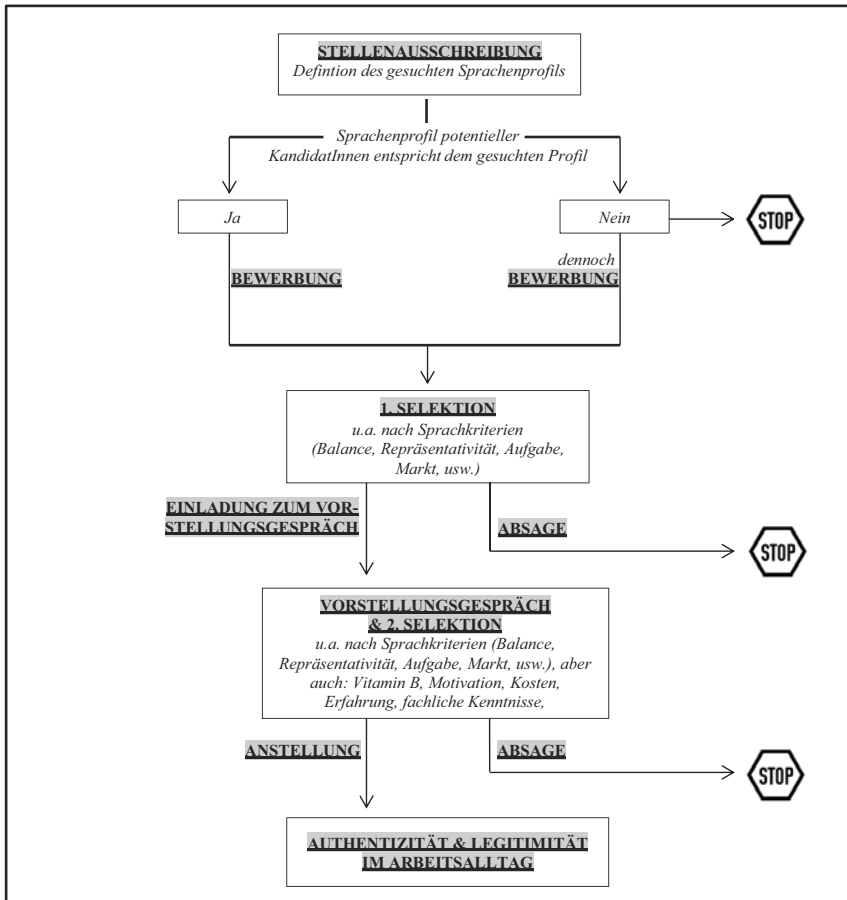 STELLENAUSSCHREIBUNG
Defintion des gesuchten Sprachenprofils
Sprachenprofil potentieller
KandidatInnen entspricht dem gesuchten Profil
Ja
Nein
STOP
BEWERBUNG
dennoch
BEWERBUNG
1. SELEKTION
u.a. nach Sprachkriterien
(Balance, Repräsentativität, Aufgabe,
Markt, usw.)
EINLADUNG ZUM VOR-
STELLUNGSGESPRÄCH
ABSAGE
STOP
VORSTELLUNGSGESPRÄCH
& 2. SELEKTION
u.a. nach Sprachkriterien (Balance,
Repräsentativität, Aufgabe, Markt, usw.), aber
auch: Vitamin B, Motivation, Kosten,
Erfahrung, fachliche Kenntnisse,
ANSTELLUNG
ABSAGE
STOP
AUTHENTIZITÄT & LEGITIMITÄT
IM ARBEITSALLTAG